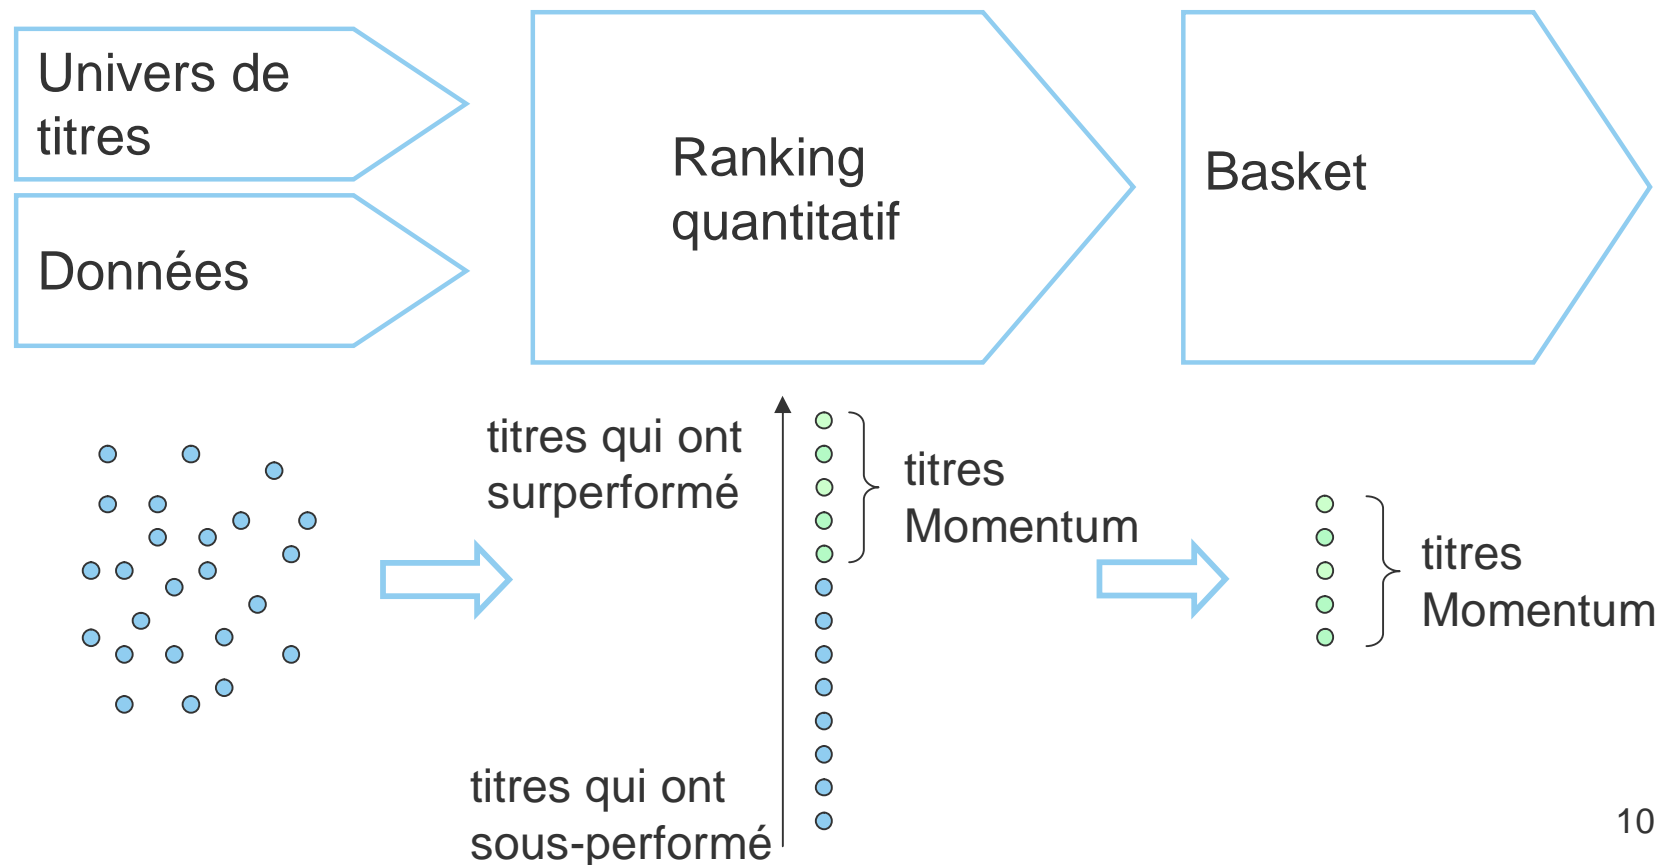 Univers de
titres
Données
Ranking
quantitatif
Basket
titres qui ont
surperformé
titres
Momentum
titres
Momentum
titres qui ont
sous-performé
10